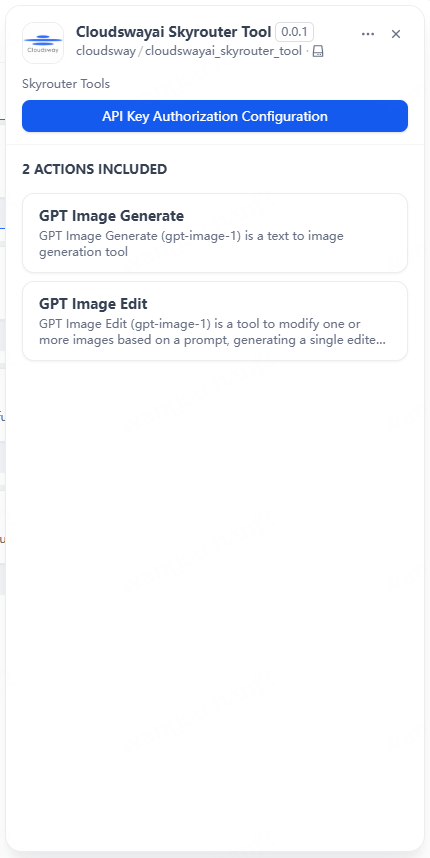 Cloudswayai Skyrouter Tool 0.0.1
Cloudsway
cloudsway / cloudswayai_skyrouter_tool ·
Skyrouter Tools
API Key Authorization Configuration
2 ACTIONS INCLUDED
GPT Image Generate
GPT Image Generate (gpt-image-1) is a text to image
generation tool
GPT Image Edit
GPT Image Edit (gpt-image-1) is a tool to modify one or
more images based on a prompt, generating a single edite...